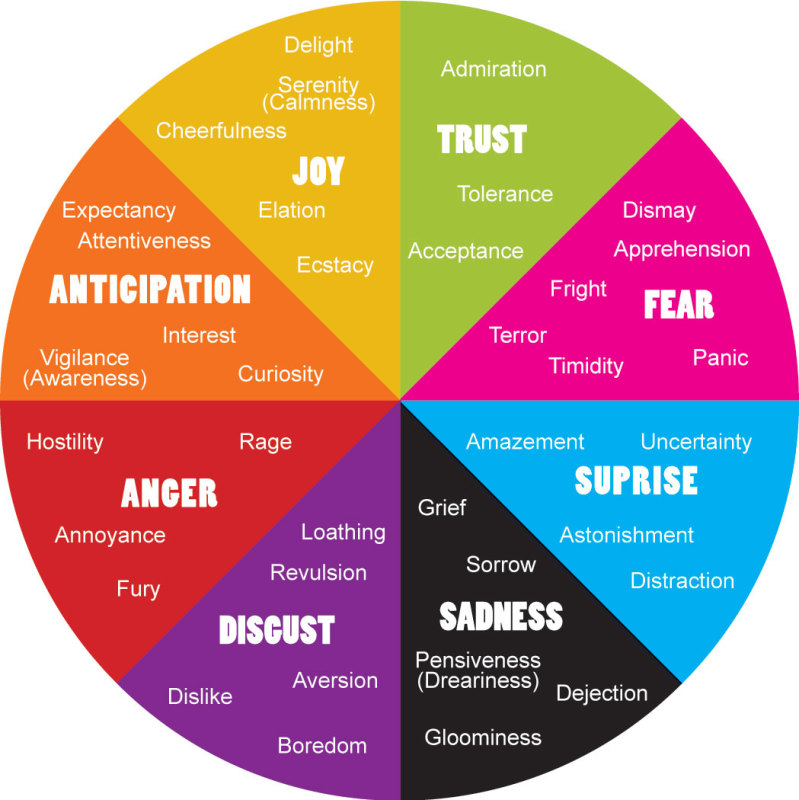 Delight
Serenity
(Calmness)
Cheerfulness
JOY
Elation
Ecstacy
Admiration
TRUST
Tolerance
Acceptance
Dismay
Apprehension
Fright
FEAR
Terror
Timidity
Panic
Amazement
Uncertainty
SUPRISE
Astonishment
Distraction
Grief
Sorrow
SADNESS
Pensiveness
(Dreariness)
Dejection
Gloominess
Loathing
Revulsion
DISGUST
Aversion
Dislike
Boredom
Hostility
Rage
ANGER
Annoyance
Fury
Expectancy
Attentiveness
ANTICIPATION
Interest
Vigilance
(Awareness)
Curiosity